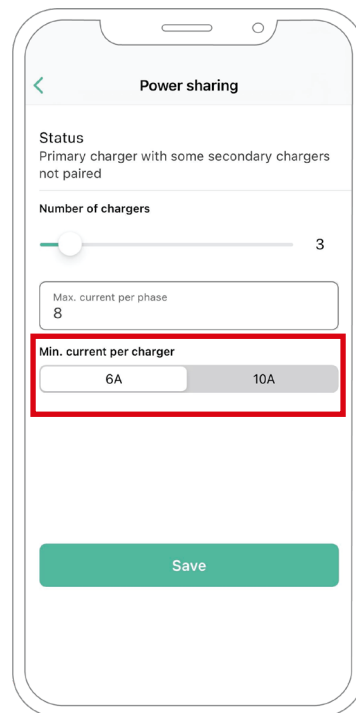 Power sharing
Status
Primary charger with some secondary chargers
not paired
Number of chargers
3
Max. current per phase
8
Min. current per charger
6A 10A
Save